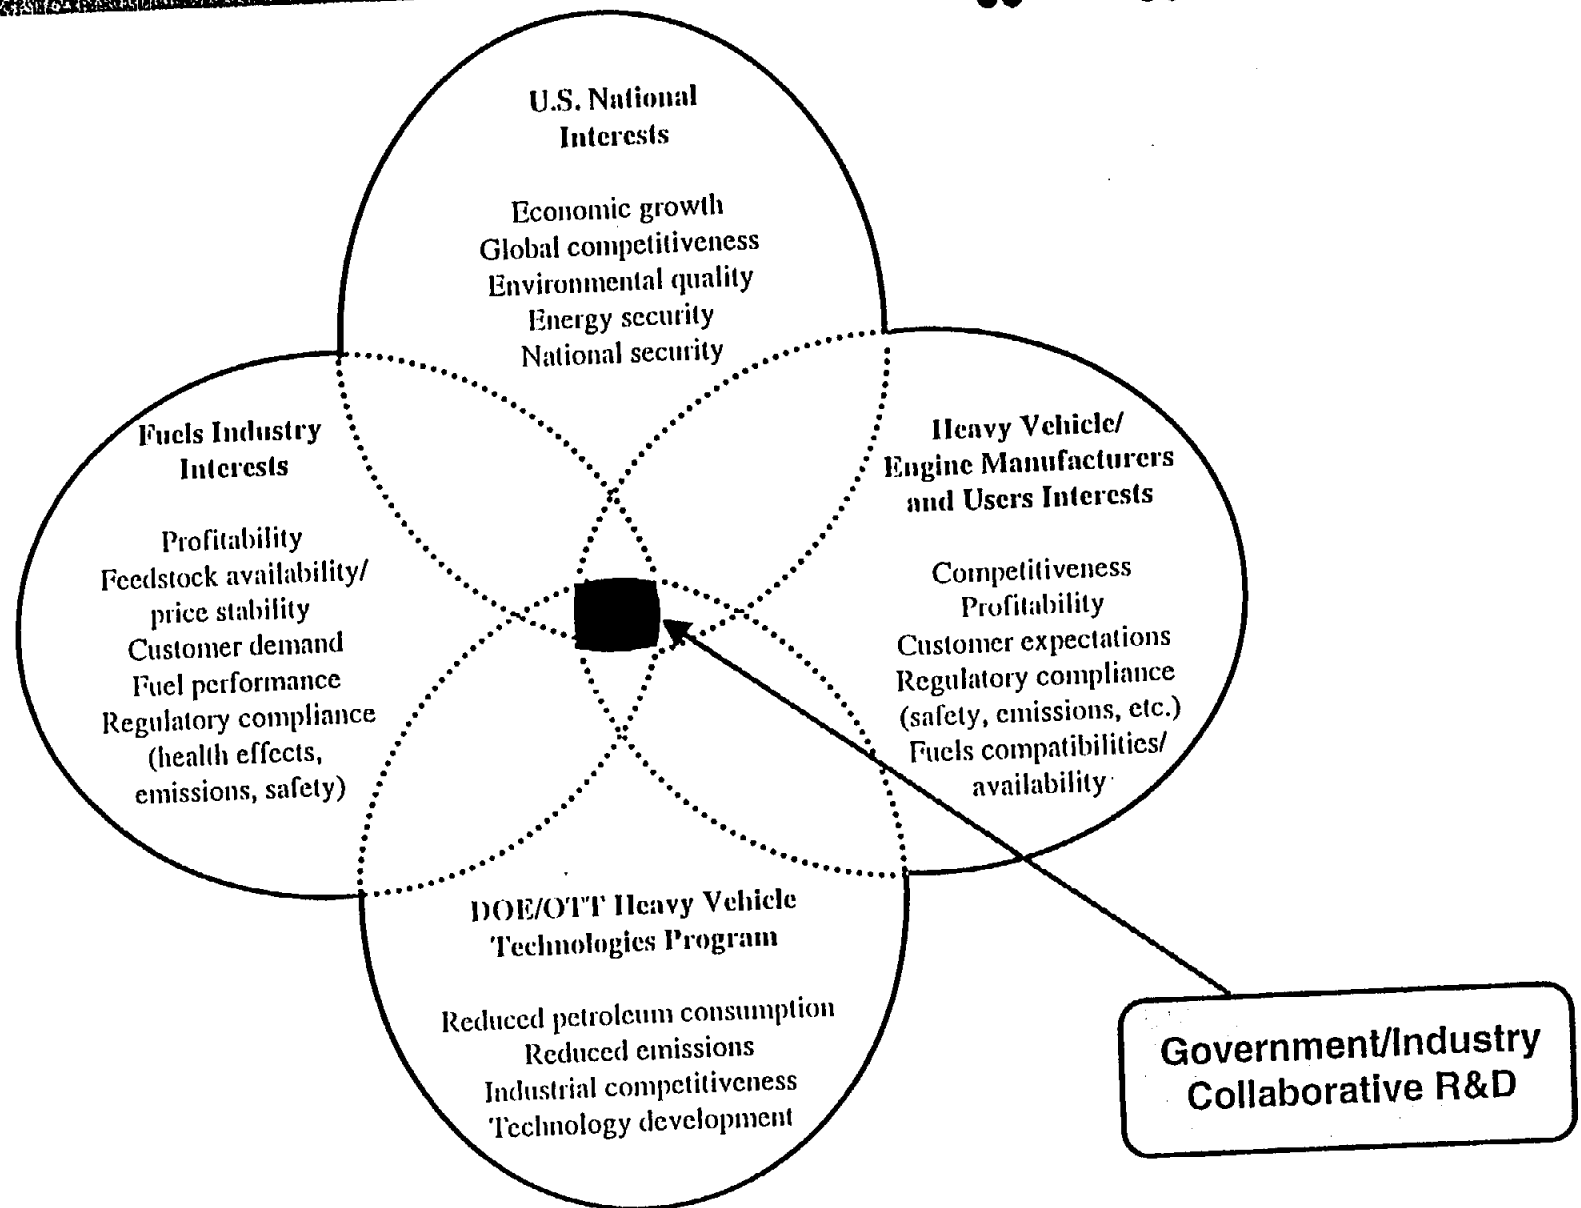 U.S. National
Interests
Economic growth
Global competitiveness
Environmental quality
Energy security
National security
Fuels Industry
Interests
Profitability
Feedstock availability/
price stability
Customer demand
Fuel performance
Regulatory compliance
(health effects,
emissions, safety)
Heavy Vehicle/
Engine Manufacturers
and Users Interests
Competitiveness
Profitability
Customer expectations
Regulatory compliance
(safety, emissions, etc.)
Fuels compatibilities/
availability
DOE/OTT Heavy Vehicle
Technologies Program
Reduced petroleum consumption
Reduced emissions
Industrial competitiveness
Technology development
Government/Industry
Collaborative R&D